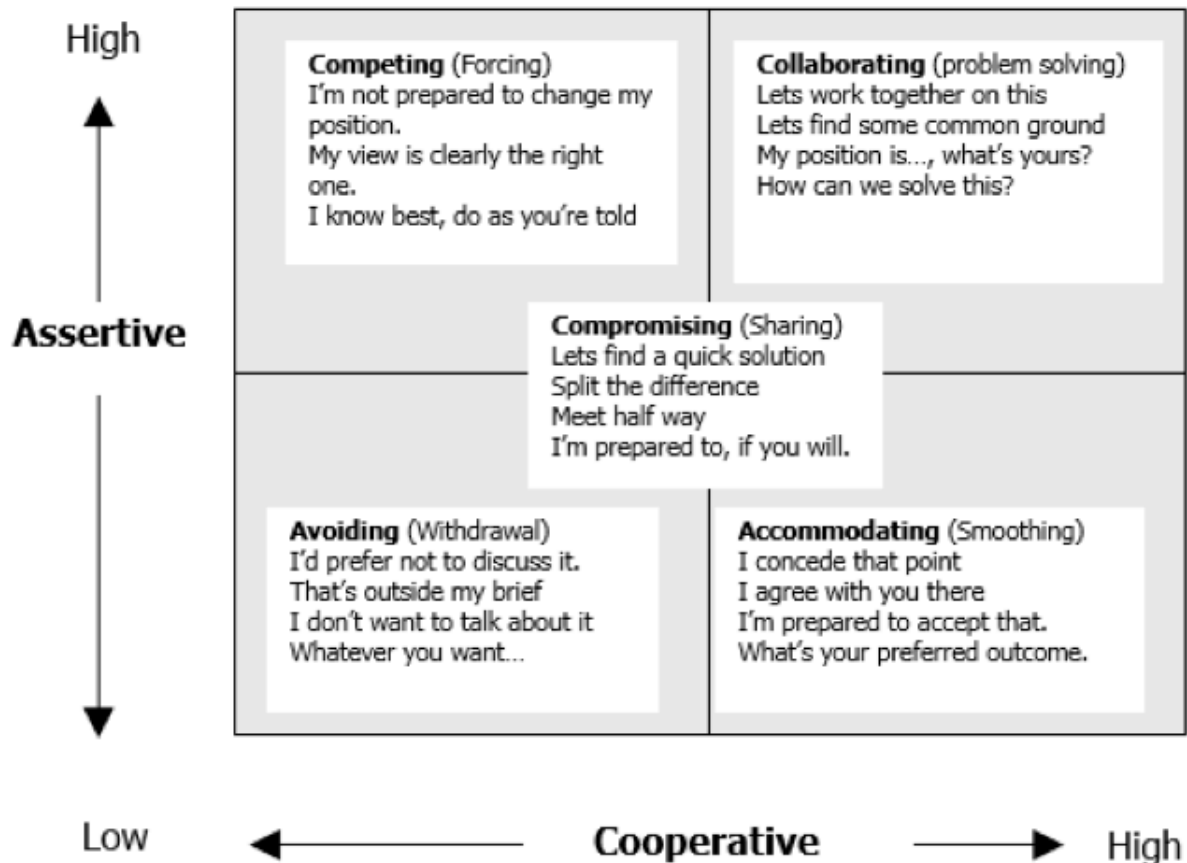 High
Competing (Forcing)
I'm not prepared to change my
position.
My view is clearly the right
one.
I know best, do as you're told
Collaborating (problem solving)
Lets work together on this
Lets find some common ground
My position is..., what's yours?
How can we solve this?
Assertive
Compromising (Sharing)
Lets find a quick solution
Split the difference
Meet half way
I'm prepared to, if you will.
Avoiding (Withdrawal)
I'd prefer not to discuss it.
That's outside my brief
I don't want to talk about it
Whatever you want...
Accommodating (Smoothing)
I concede that point
I agree with you there
I'm prepared to accept that.
What's your preferred outcome.
Low
Cooperative
High